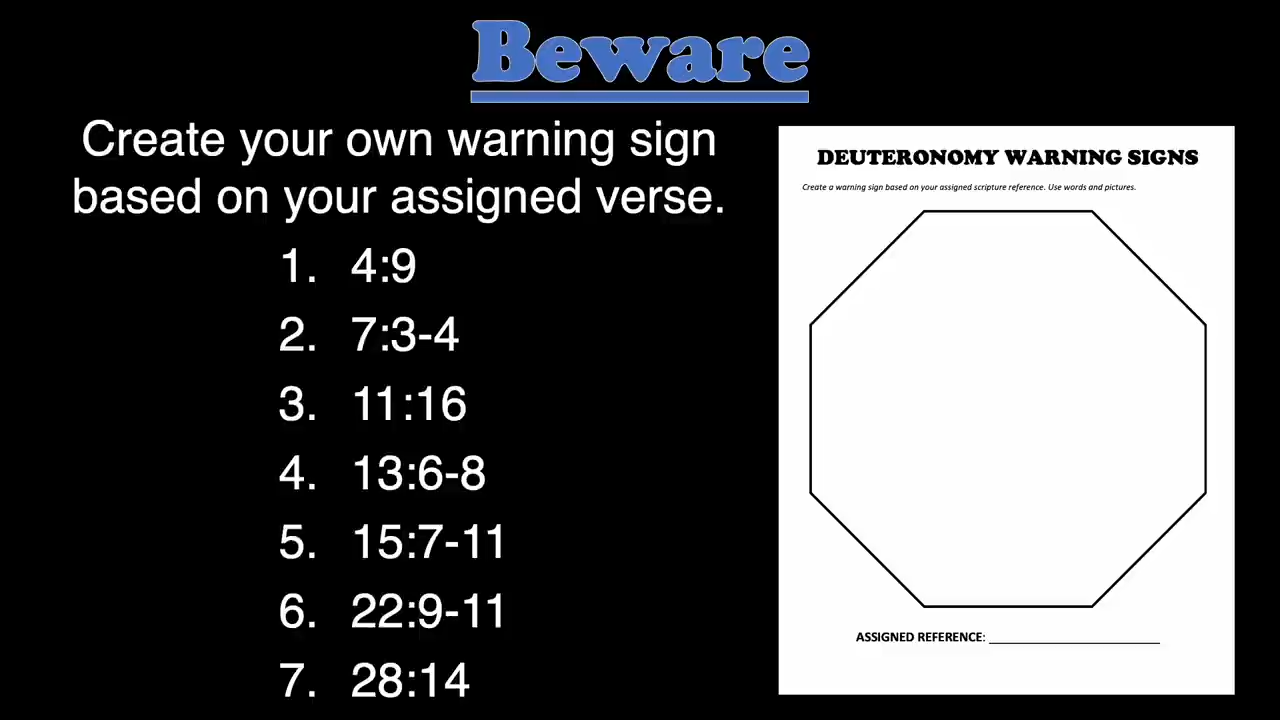 Beware
Create your own warning sign
based on your assigned verse.
1. 4:9
2. 7:3-4
3. 11:16
4. 13:6-8
5. 15:7-11
6. 22:9-11
7. 28:14
DEUTERONOMY WARNING SIGNS
Create a warning sign based on your assigned scripture reference. Use words and pictures.
ASSIGNED REFERENCE: ____________________